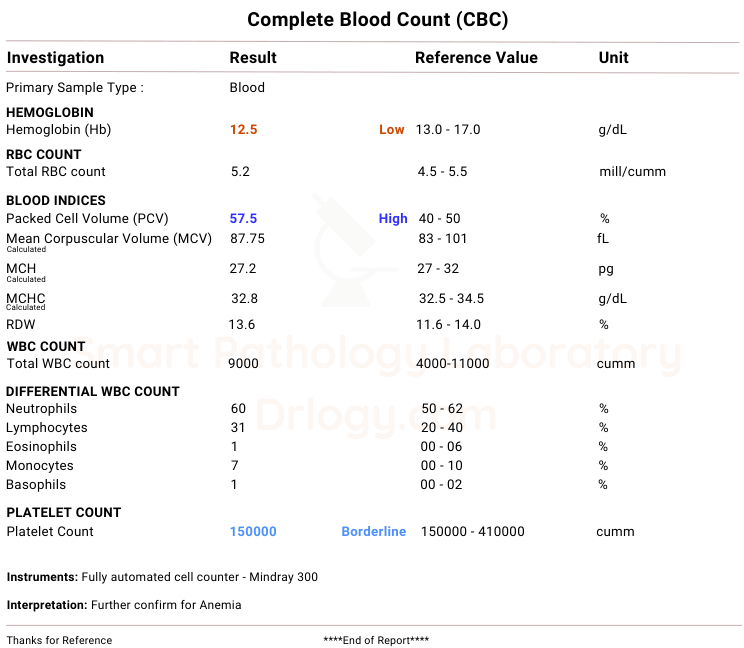 Complete Blood Count (CBC)
Investigation Result Reference Value Unit
Primary Sample Type : Blood
HEMOGLOBIN
Hemoglobin (Hb) 12.5 Low 13.0 - 17.0 g/dL
RBC COUNT
Total RBC count 5.2 4.5 - 5.5 mill/cumm
BLOOD INDICES
Packed Cell Volume (PCV) 57.5 High 40 - 50 %
Mean Corpuscular Volume (MCV) 87.75 83 - 101 fL
Calculated
MCH 27.2 27 - 32 pg
Calculated
MCHC 32.8 32.5 - 34.5 g/dL
Calculated
RDW 13.6 11.6 - 14.0 %
WBC COUNT
Smart Pathology Laboratory
Total WBC count 9000 4000-11000 cumm
DIFFERENTIAL WBC COUNT
Neutrophils 60 50 - 62 %
Drlogy.com
Lymphocytes 31 20 - 40 %
Eosinophils 1 00 - 06 %
Monocytes 7 00 - 10 %
Basophils 1 00 - 02 %
PLATELET COUNT
Platelet Count 150000 Borderline 150000 - 410000 cumm
Instruments: Fully automated cell counter - Mindray 300
Interpretation: Further confirm for Anemia
Thanks for Reference ****End of Report****